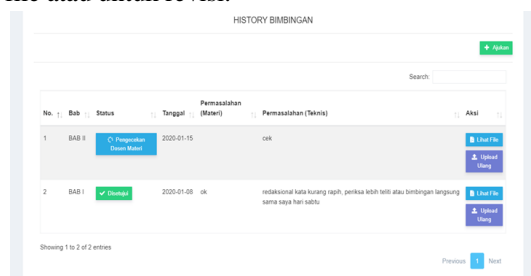 file atau untuk revisi.
HISTORY BIMBINGAN
+ Ajukan
Search:
No. Bab Status Tanggal Permasalahan (Materi) Permasalahan (Teknis) Aksi
1 BAB II Pengecekan Dosen Materi 2020-01-15 cek Lihat File
Upload Ulang
2 BAB I Disetujui 2020-01-08 ok redaksional kata kurang rapih, periksa lebih teliti atau bimbingan langsung Lihat File
sama saya hari sabtu
Upload Ulang
Showing 1 to 2 of 2 entries
Previous 1 Next